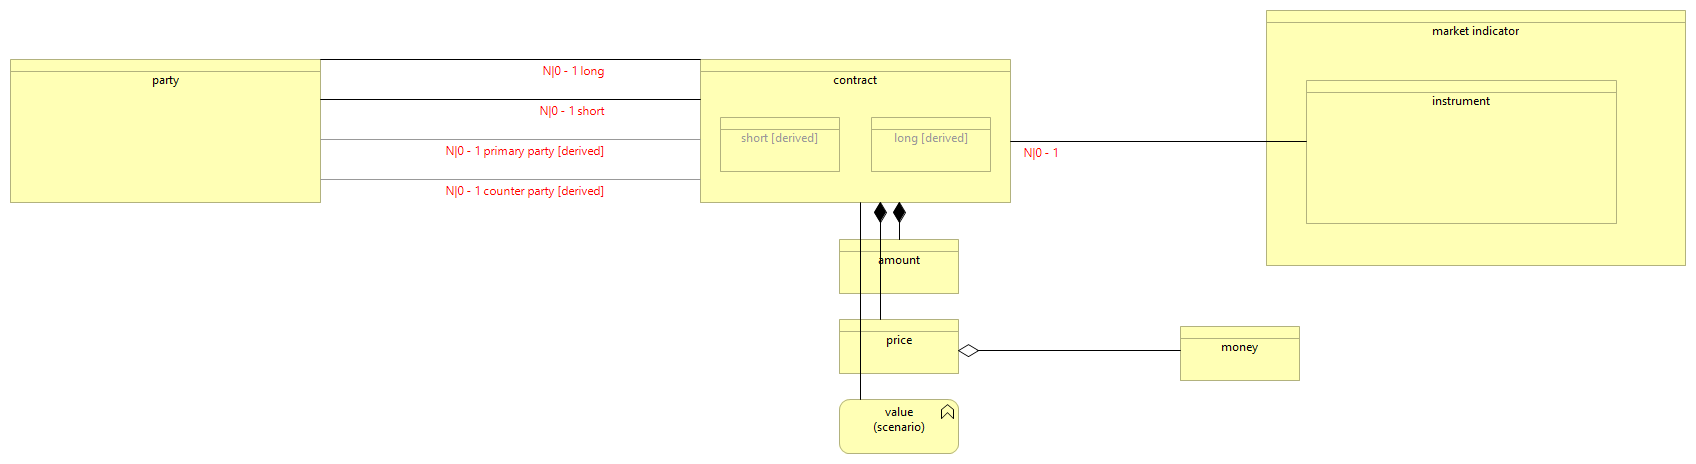 market indicator
party
N|0 - 1 long
contract
instrument
N|0 - 1 short
short [derived]
long [derived]
N|0 - 1 primary party [derived]
N|0 - 1
N|0 - 1 counter party [derived]
amount
price
money
value
(scenario)